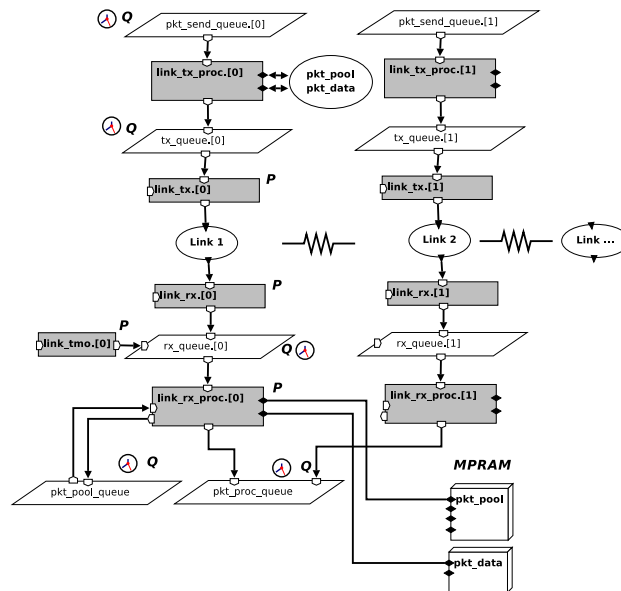 Q
pkt_send_queue.[0]
pkt_send_queue.[1]
link_tx_proc.[0]
pkt_pool
pkt_data
link_tx_proc.[1]
Q
tx_queue.[0]
tx_queue.[1]
P
link_tx.[0]
link_tx.[1]
Link 1
Link 2
Link ...
P
link_rx.[0]
link_rx.[1]
P
link_tmo.[0]
rx_queue.[0]
Q
rx_queue.[1]
P
link_rx_proc.[0]
link_rx_proc.[1]
Q
Q
MPRAM
pkt_pool_queue
pkt_proc_queue
pkt_pool
pkt_data